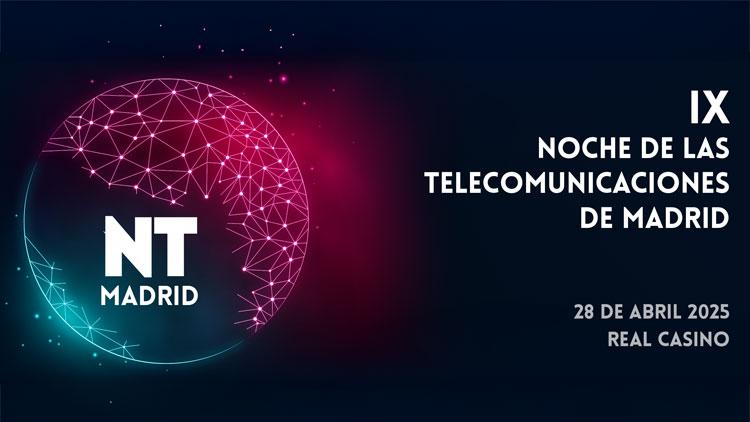 NT
MADRID
IX
NOCHE DE LAS
TELECOMUNICACIONES
DE MADRID
28 DE ABRIL 2025
REAL CASINO